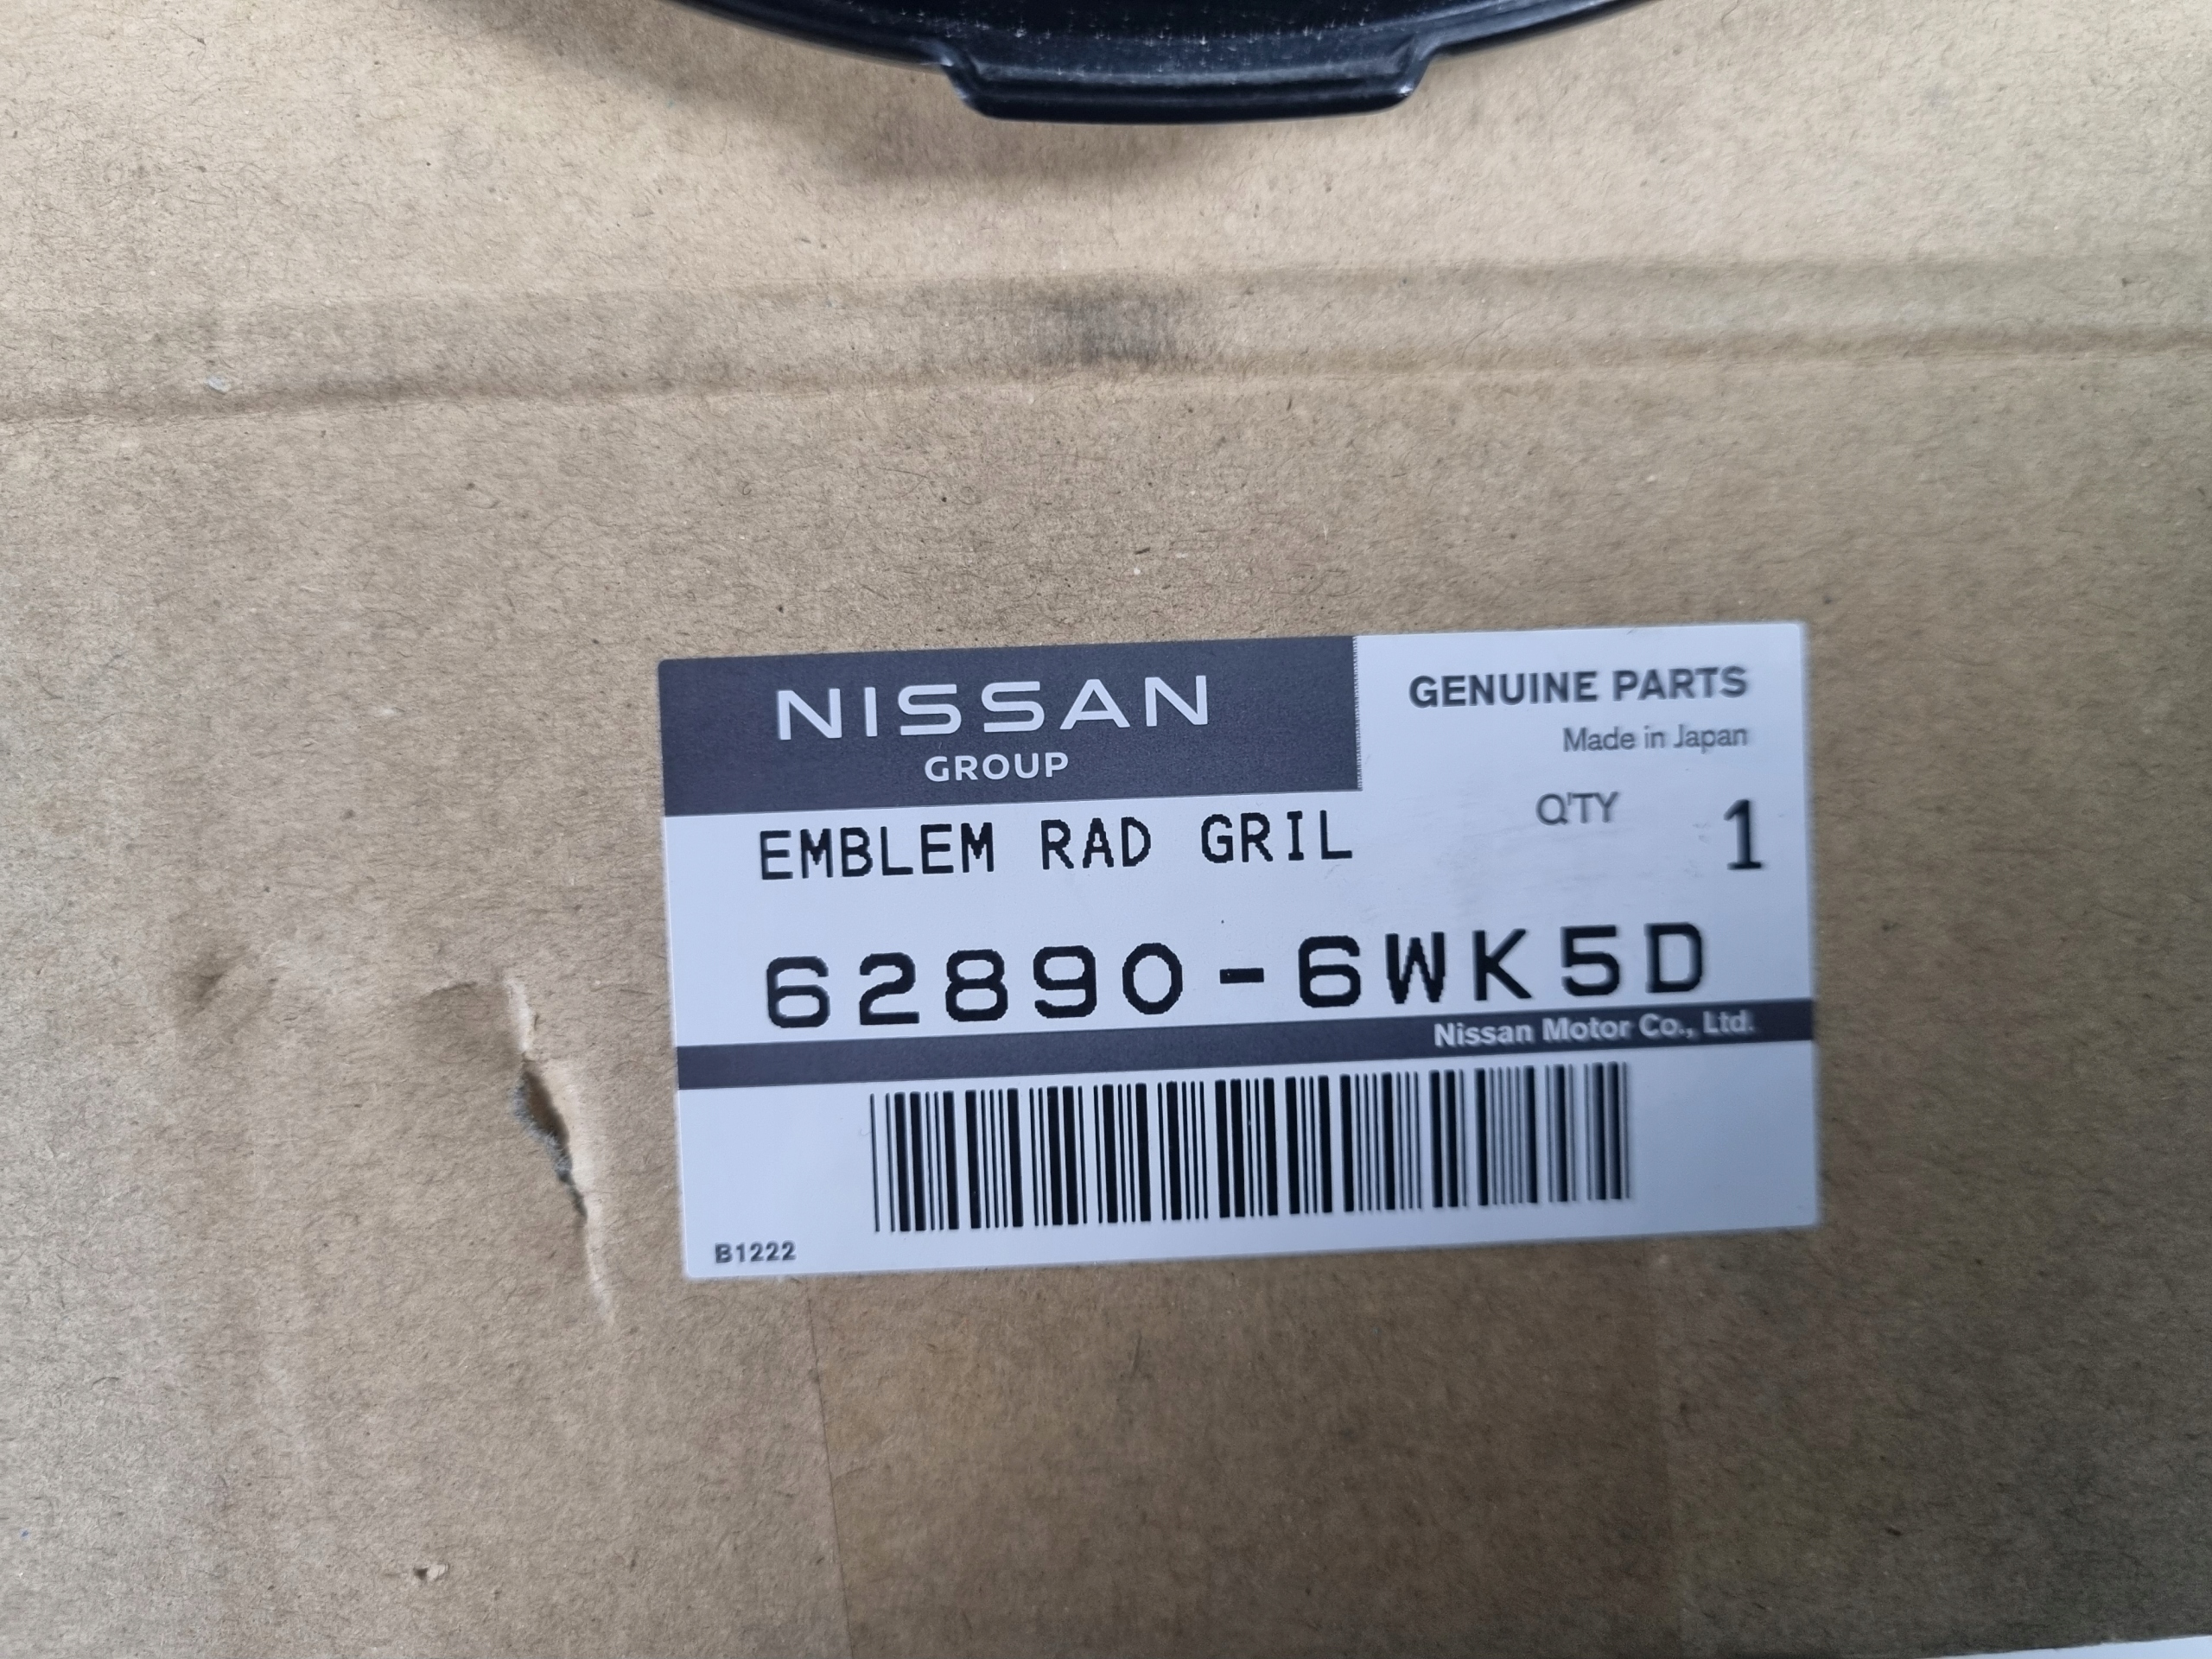 NISSAN
GROUP
GENUINE PARTS
Made in Japan
EMBLEM RAD GRIL
Q'TY 1
62890-6WK5D
Nissan Motor Co., Ltd.
B1222